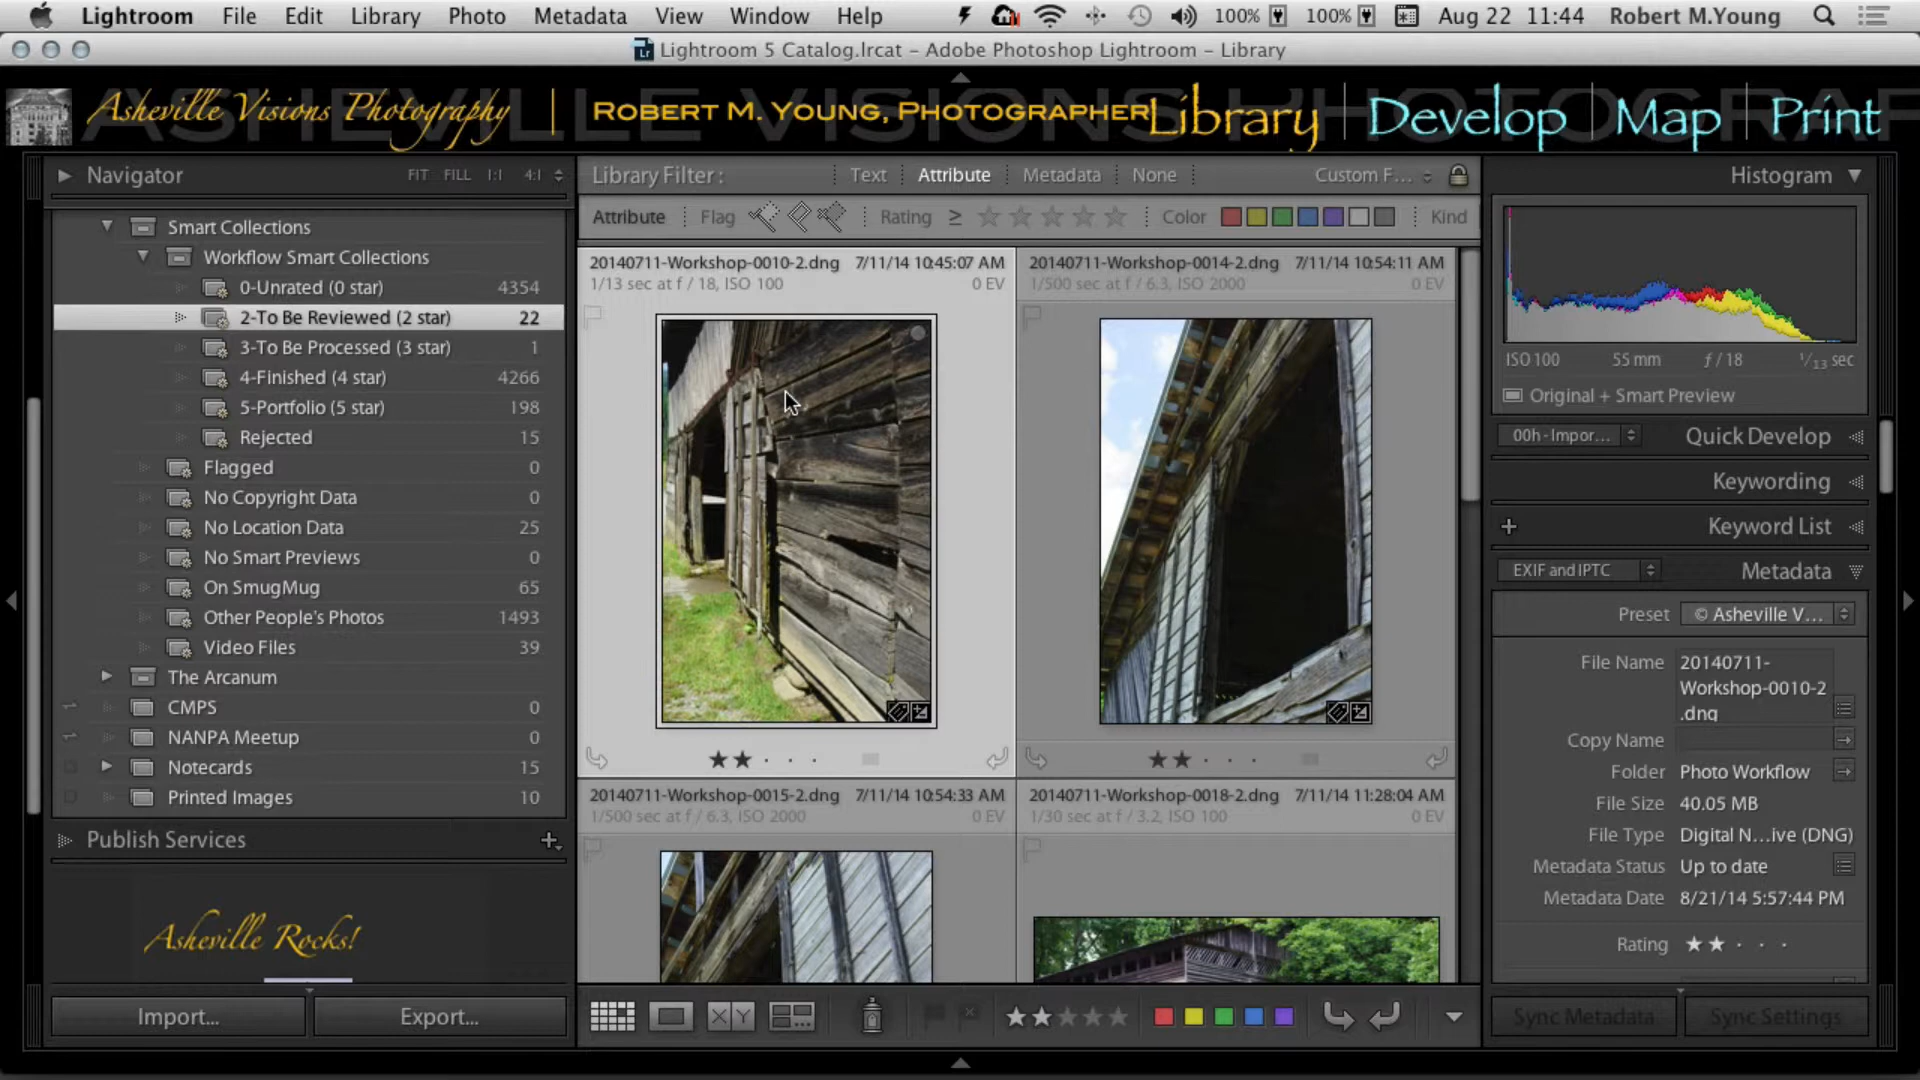 Lightroom File Edit Library Photo Metadata View Window Help 100% 100% Aug 22 11:44 Robert M.Young
Lightroom 5 Catalog.lrcat – Adobe Photoshop Lightroom – Library
Asheville Visions Photography | Robert M. Young, Photographer Library | Develop | Map | Print
Navigator FIT FILL 1:1 4:1
Smart Collections
Workflow Smart Collections
0-Unrated (0 star) 4354
2-To Be Reviewed (2 star) 22
3-To Be Processed (3 star) 1
4-Finished (4 star) 4266
5-Portfolio (5 star) 198
Rejected 15
Flagged 0
No Copyright Data 0
No Location Data 25
No Smart Previews 0
On SmugMug 65
Other People's Photos 1493
Video Files 39
The Arcanum
CMPS 0
NANPA Meetup 0
Notecards 15
Printed Images 10
Publish Services
Asheville Rocks!
Import... Export...
Library Filter : Text Attribute Metadata None Custom F...
Attribute Flag Rating ≥ Color Kind
20140711-Workshop-0010-2.dng 7/11/14 10:45:07 AM
1/13 sec at f / 18, ISO 100 0 EV
20140711-Workshop-0014-2.dng 7/11/14 10:54:11 AM
1/500 sec at f / 6.3, ISO 2000 0 EV
20140711-Workshop-0015-2.dng 7/11/14 10:54:33 AM
1/500 sec at f / 6.3, ISO 2000 0 EV
20140711-Workshop-0018-2.dng 7/11/14 11:28:04 AM
1/30 sec at f / 3.2, ISO 100 0 EV
X Y
Histogram
ISO 100 55 mm ƒ / 18 1/13 sec
Original + Smart Preview
00h - Impor... Quick Develop
Keywording
Keyword List
EXIF and IPTC Metadata
Preset © Asheville V...
File Name 20140711-
Workshop-0010-2
.dng
Copy Name
Folder Photo Workflow
File Size 40.05 MB
File Type Digital N...ive (DNG)
Metadata Status Up to date
Metadata Date 8/21/14 5:57:44 PM
Rating ★ ★ · · ·
Sync Metadata Sync Settings